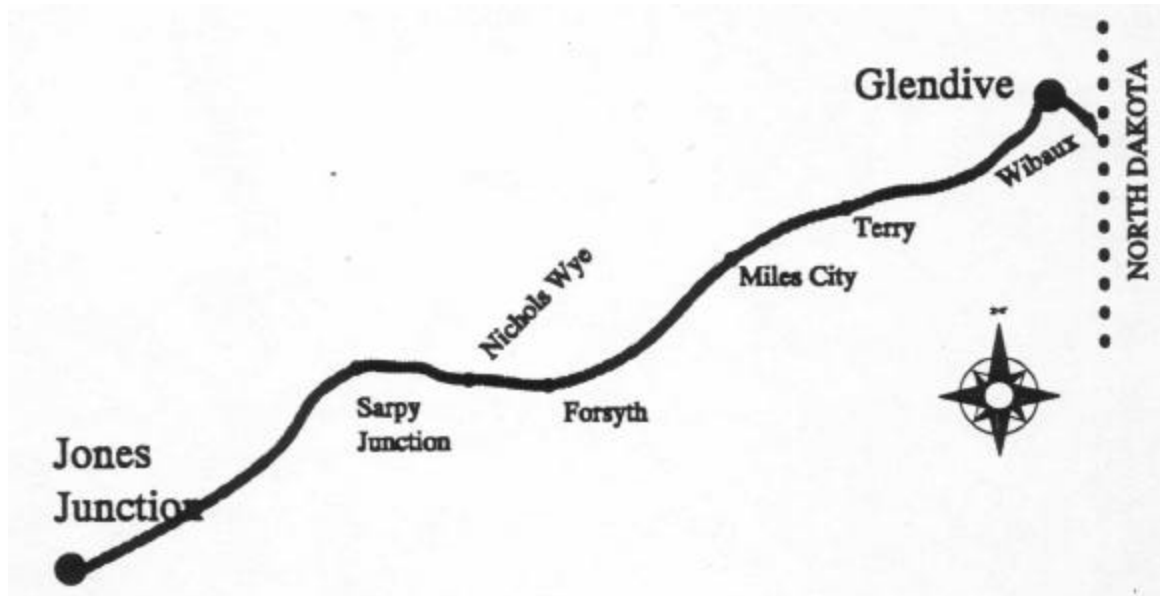 Glendive
NORTH DAKOTA
Wibaux
Terry
Miles City
Nichols Wye
Forsyth
Sarpy
Junction
Jones
Junction